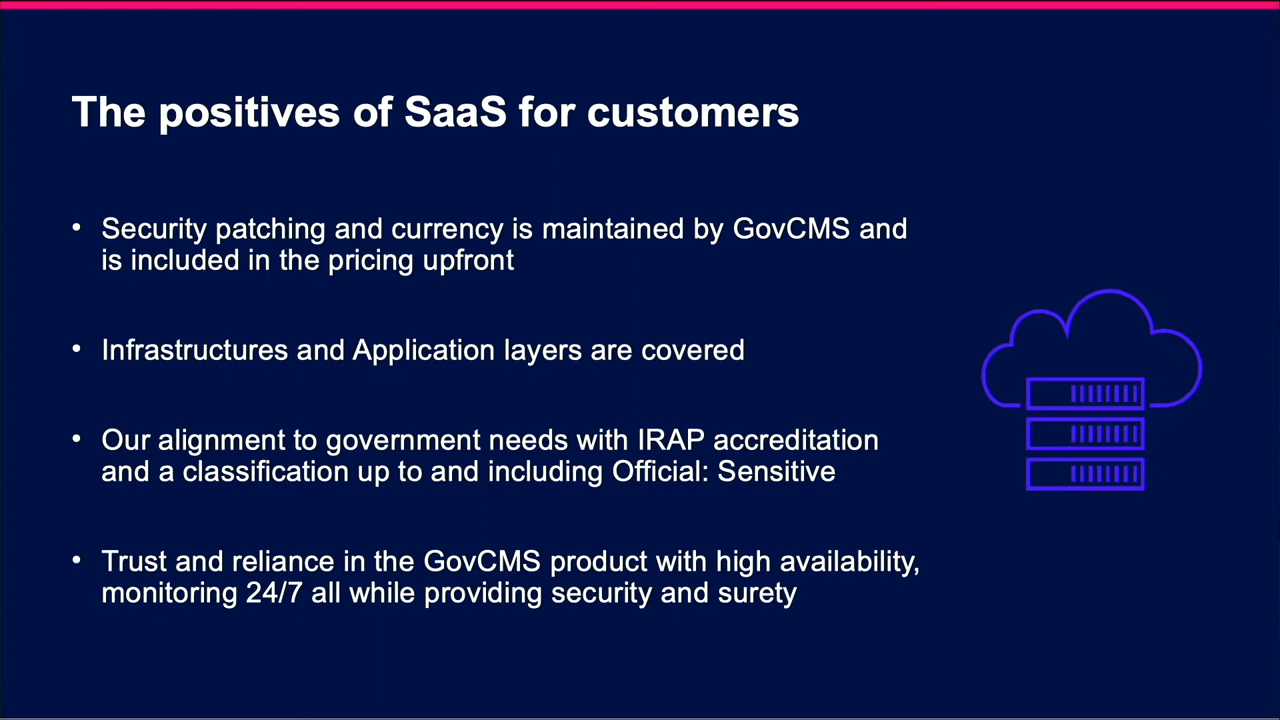 The positives of SaaS for customers
• Security patching and currency is maintained by GovCMS and
is included in the pricing upfront
• Infrastructures and Application layers are covered
• Our alignment to government needs with IRAP accreditation
and a classification up to and including Official: Sensitive
• Trust and reliance in the GovCMS product with high availability,
monitoring 24/7 all while providing security and surety